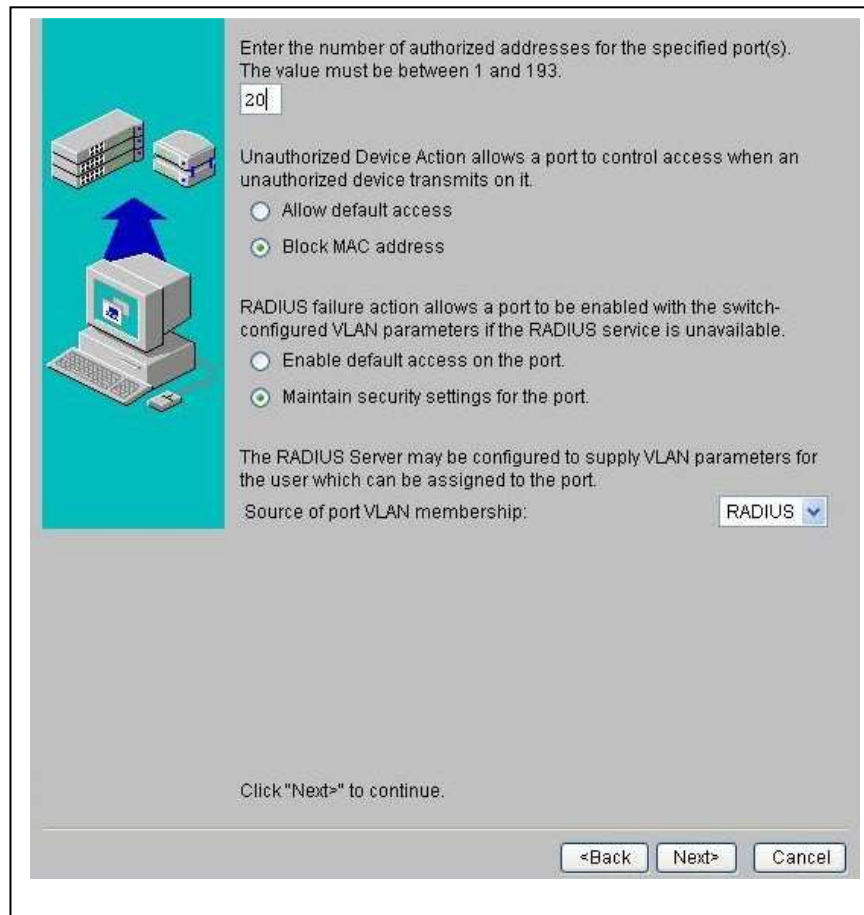 Enter the number of authorized addresses for the specified port(s).
The value must be between 1 and 193.
20
Unauthorized Device Action allows a port to control access when an
unauthorized device transmits on it.
Allow default access
Block MAC address
RADIUS failure action allows a port to be enabled with the switch-
configured VLAN parameters if the RADIUS service is unavailable.
Enable default access on the port.
Maintain security settings for the port.
The RADIUS Server may be configured to supply VLAN parameters for
the user which can be assigned to the port.
Source of port VLAN membership: RADIUS
Click "Next>" to continue.
<Back Next> Cancel